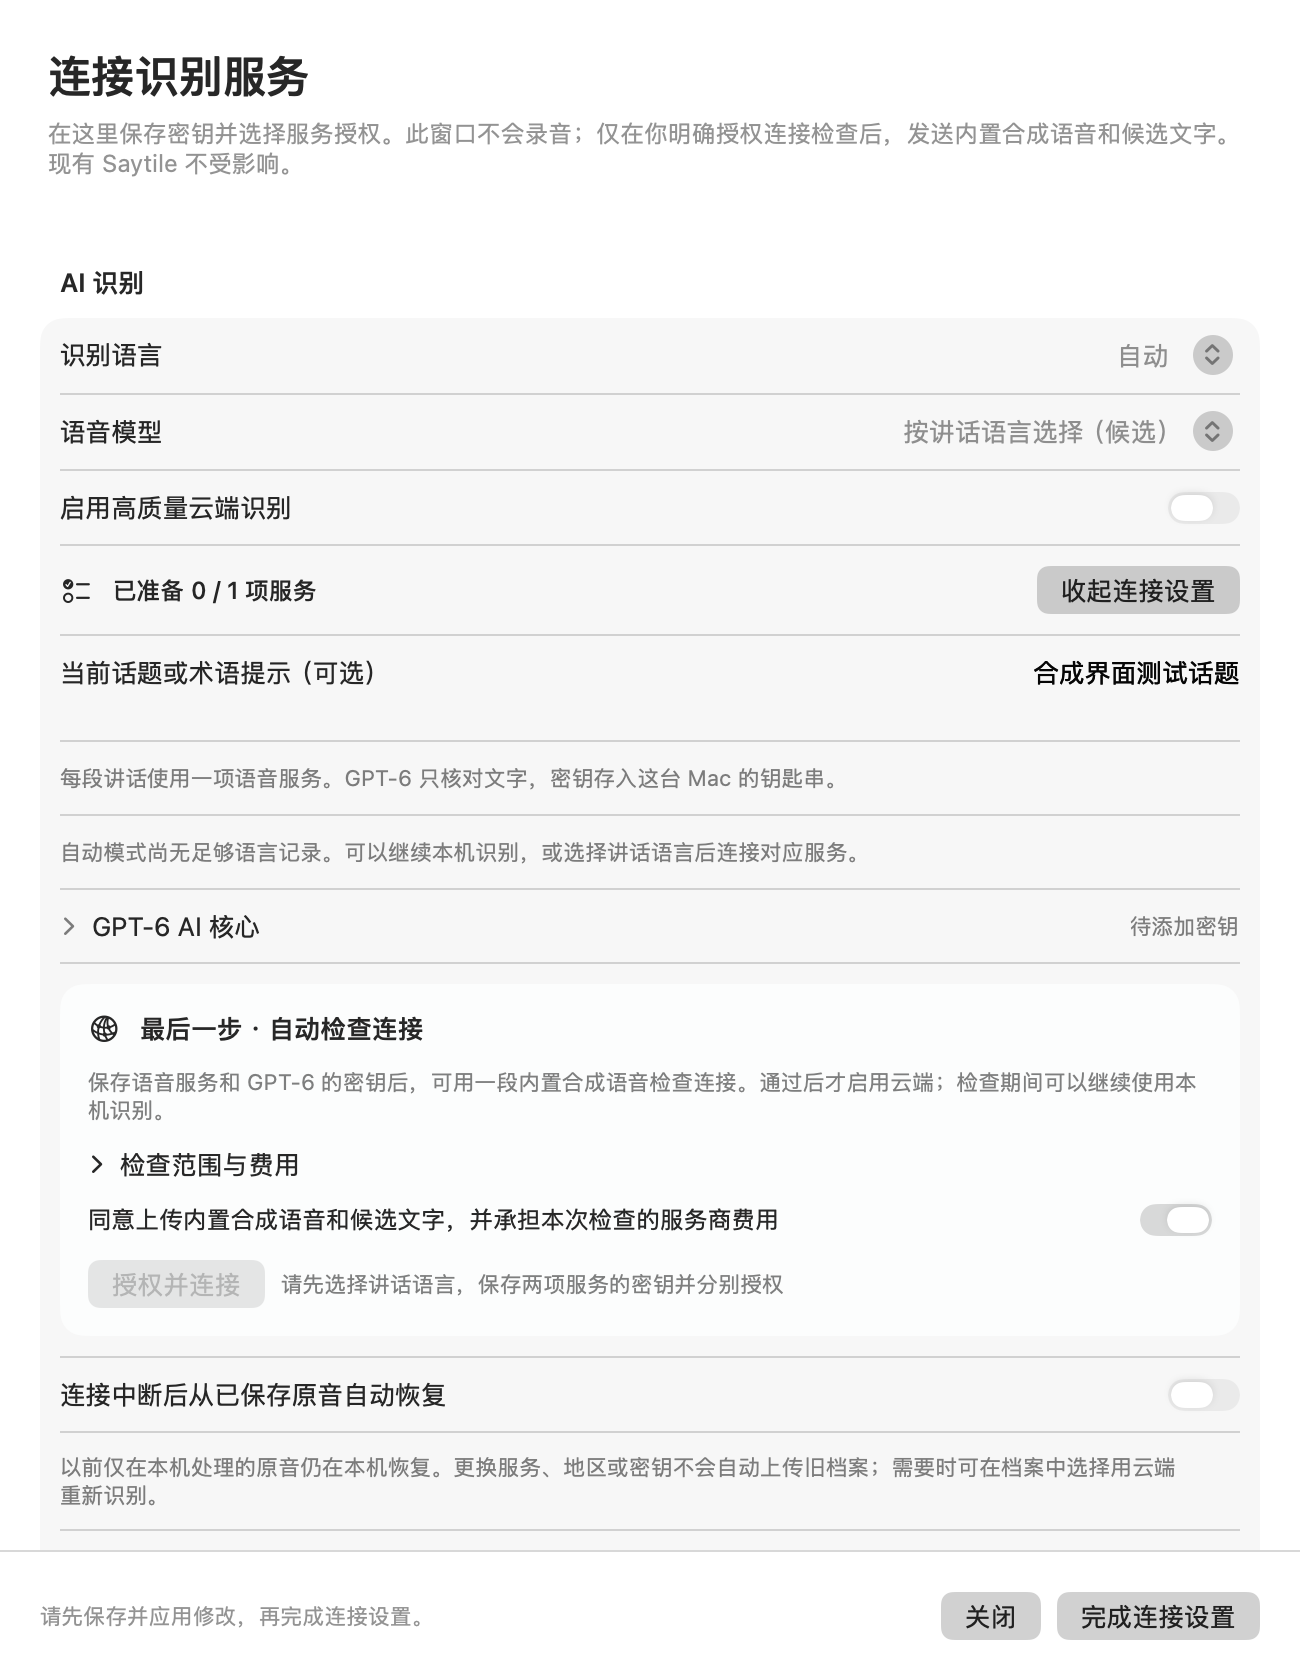 连接识别服务
在这里保存密钥并选择服务授权。此窗口不会录音；仅在你明确授权连接检查后，发送内置合成语音和候选文字。
现有 Saytile 不受影响。
AI 识别
识别语言 自动
语音模型 按讲话语言选择（候选）
启用高质量云端识别
已准备 0 / 1 项服务 收起连接设置
当前话题或术语提示（可选） 合成界面测试话题
每段讲话使用一项语音服务。GPT-6 只核对文字，密钥存入这台 Mac 的钥匙串。
自动模式尚无足够语言记录。可以继续本机识别，或选择讲话语言后连接对应服务。
GPT-6 AI 核心 待添加密钥
最后一步 · 自动检查连接
保存语音服务和 GPT-6 的密钥后，可用一段内置合成语音检查连接。通过后才启用云端；检查期间可以继续使用本
机识别。
检查范围与费用
同意上传内置合成语音和候选文字，并承担本次检查的服务商费用
授权并连接 请先选择讲话语言，保存两项服务的密钥并分别授权
连接中断后从已保存原音自动恢复
以前仅在本机处理的原音仍在本机恢复。更换服务、地区或密钥不会自动上传旧档案；需要时可在档案中选择用云端
重新识别。
请先保存并应用修改，再完成连接设置。 关闭 完成连接设置